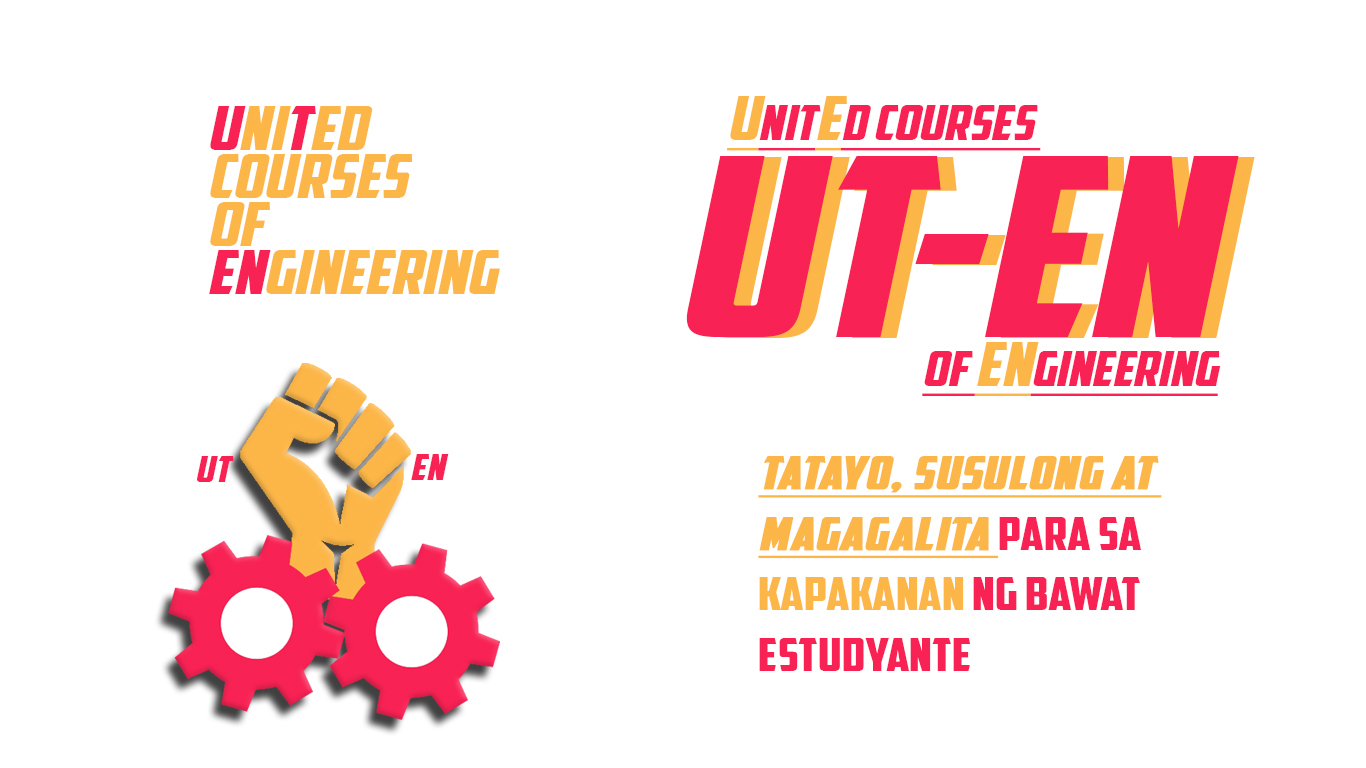 UNITED
COURSES
OF
ENGINEERING
UT EN
UNITED COURSES
UT-EN
OF ENGINEERING
TATAYO, SUSULONG AT
MAGAGALITA PARA SA
KAPAKANAN NG BAWAT
ESTUDYANTE